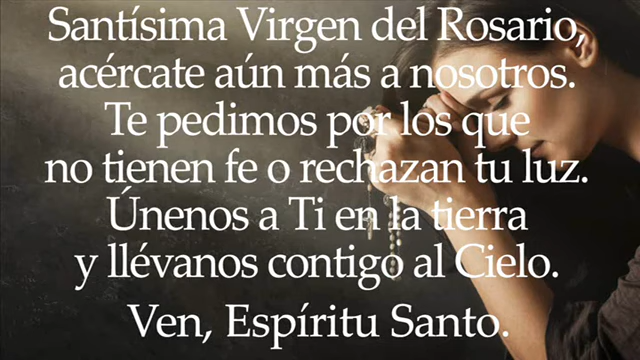 Santísima Virgen del Rosario,
acércate aún más a nosotros.
Te pedimos por los que
no tienen fe o rechazan tu luz.
Únenos a Ti en la tierra
y llévanos contigo al Cielo.
Ven, Espíritu Santo.